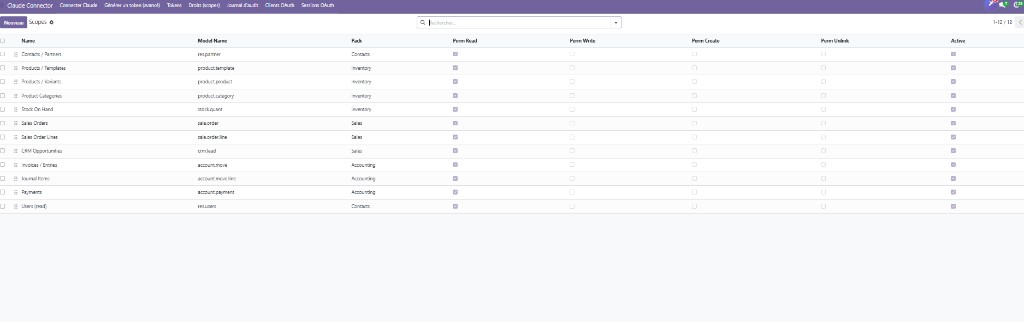 Claude Connector Connecter Claude Générer un token (avancé) Tokens Droits (scopes) Journal d'audit Clients OAuth Sessions OAuth
Nouveau Scopes
Rechercher...
1-12 / 12
Name Model Name Pack Perm Read Perm Write Perm Create Perm Unlink Active
Contacts / Partners res.partner Contacts
Products / Templates product.template Inventory
Products / Variants product.product Inventory
Product Categories product.category Inventory
Stock On Hand stock.quant Inventory
Sales Orders sale.order Sales
Sales Order Lines sale.order.line Sales
CRM Opportunities crm.lead Sales
Invoices / Entries account.move Accounting
Journal Items account.move.line Accounting
Payments account.payment Accounting
Users (read) res.users Contacts